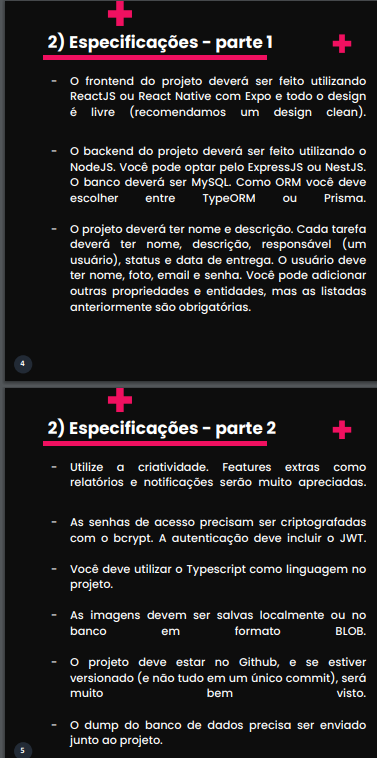 2) Especificações - parte 1
- O frontend do projeto deverá ser feito utilizando
ReactJS ou React Native com Expo e todo o design
é livre (recomendamos um design clean).
- O backend do projeto deverá ser feito utilizando o
NodeJS. Você pode optar pelo ExpressJS ou NestJS.
O banco deverá ser MySQL. Como ORM você deve
escolher entre TypeORM ou Prisma.
- O projeto deverá ter nome e descrição. Cada tarefa
deverá ter nome, descrição, responsável (um
usuário), status e data de entrega. O usuário deve
ter nome, foto, email e senha. Você pode adicionar
outras propriedades e entidades, mas as listadas
anteriormente são obrigatórias.
4
2) Especificações - parte 2
- Utilize a criatividade. Features extras como
relatórios e notificações serão muito apreciadas.
- As senhas de acesso precisam ser criptografadas
com o bcrypt. A autenticação deve incluir o JWT.
- Você deve utilizar o Typescript como linguagem no
projeto.
- As imagens devem ser salvas localmente ou no
banco em formato BLOB.
- O projeto deve estar no Github, e se estiver
versionado (e não tudo em um único commit), será
muito bem visto.
- O dump do banco de dados precisa ser enviado
junto ao projeto.
5